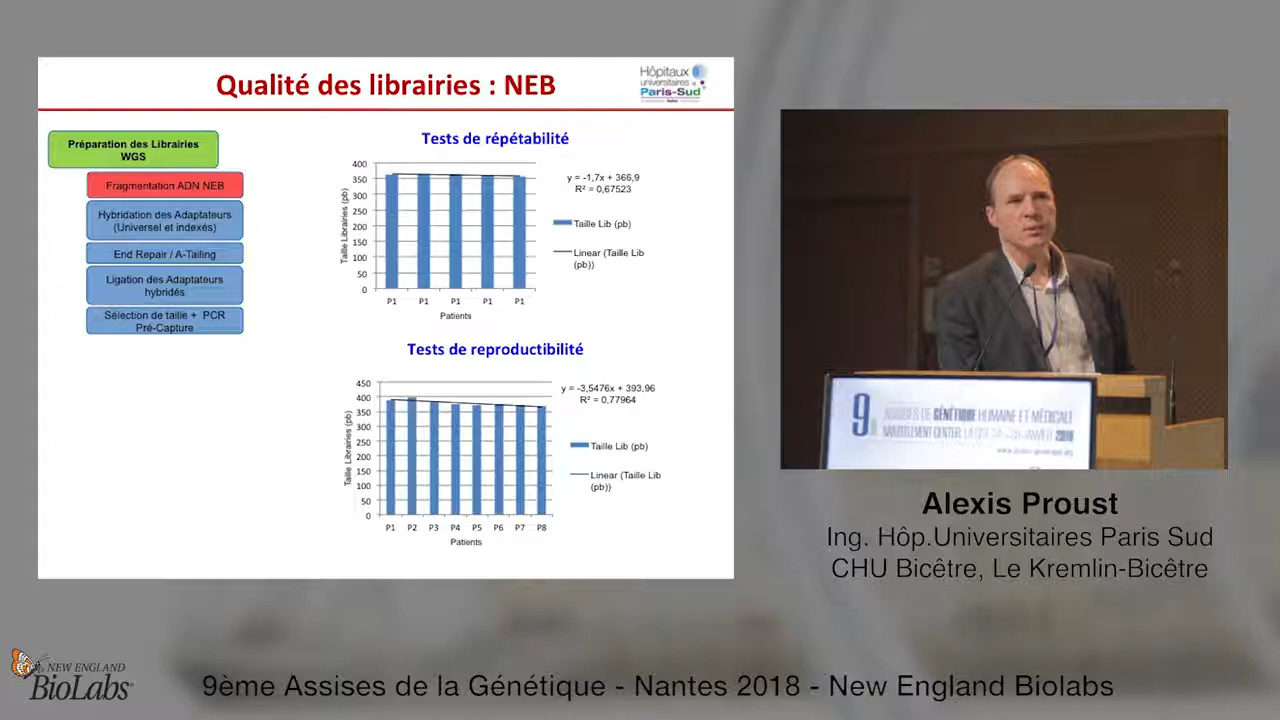 Qualité des librairies : NEB
Hôpitaux
universitaires
Paris-Sud
Préparation des Librairies
WGS
Fragmentation ADN NEB
Hybridation des Adaptateurs
(Universel et indexés)
End Repair / A-Tailing
Ligation des Adaptateurs
hybridés
Sélection de taille + PCR
Pré-Capture
Tests de répétabilité
Taille Librairies (pb)
400
350
300
250
200
150
100
50
0
P1 P1 P1 P1 P1
Patients
y = -1,7x + 366,9
R² = 0,67523
Taille Lib (pb)
Linear (Taille Lib
(pb))
Tests de reproductibilité
Taille Librairies (pb)
450
400
350
300
250
200
150
100
50
0
P1 P2 P3 P4 P5 P6 P7 P8
Patients
y = -3,5476x + 393,96
R² = 0,77964
Taille Lib (pb)
Linear (Taille Lib
(pb))
9
DE GÉNÉTIQUE HUMAINE ET MÉDICALE
Alexis Proust
Ing. Hôp.Universitaires Paris Sud
CHU Bicêtre, Le Kremlin-Bicêtre
NEW ENGLAND
BioLabs®
9ème Assises de la Génétique - Nantes 2018 - New England Biolabs